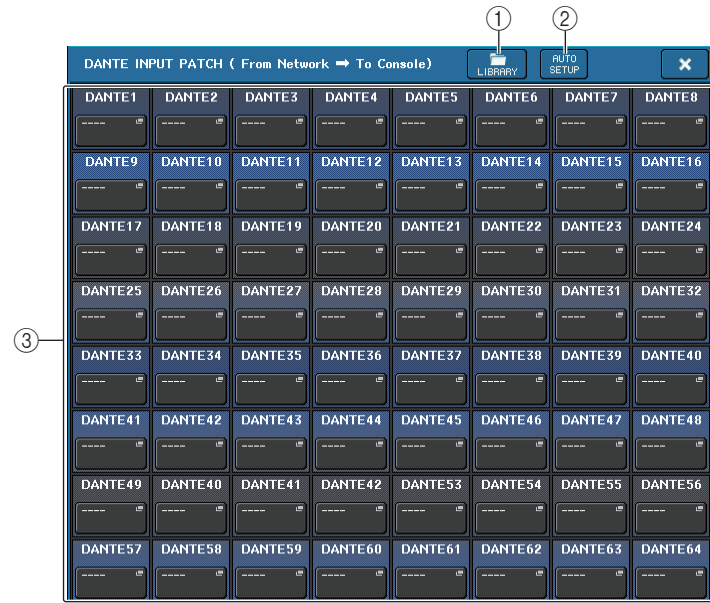 ① ②
DANTE INPUT PATCH ( From Network ➡ To Console) LIBRARY AUTO SETUP ×
DANTE1 DANTE2 DANTE3 DANTE4 DANTE5 DANTE6 DANTE7 DANTE8
---- ---- ---- ---- ---- ---- ---- ----
DANTE9 DANTE10 DANTE11 DANTE12 DANTE13 DANTE14 DANTE15 DANTE16
---- ---- ---- ---- ---- ---- ---- ----
DANTE17 DANTE18 DANTE19 DANTE20 DANTE21 DANTE22 DANTE23 DANTE24
---- ---- ---- ---- ---- ---- ---- ----
DANTE25 DANTE26 DANTE27 DANTE28 DANTE29 DANTE30 DANTE31 DANTE32
---- ---- ---- ---- ---- ---- ---- ----
③
DANTE33 DANTE34 DANTE35 DANTE36 DANTE37 DANTE38 DANTE39 DANTE40
---- ---- ---- ---- ---- ---- ---- ----
DANTE41 DANTE42 DANTE43 DANTE44 DANTE45 DANTE46 DANTE47 DANTE48
---- ---- ---- ---- ---- ---- ---- ----
DANTE49 DANTE40 DANTE41 DANTE42 DANTE53 DANTE54 DANTE55 DANTE56
---- ---- ---- ---- ---- ---- ---- ----
DANTE57 DANTE58 DANTE59 DANTE60 DANTE61 DANTE62 DANTE63 DANTE64
---- ---- ---- ---- ---- ---- ---- ----